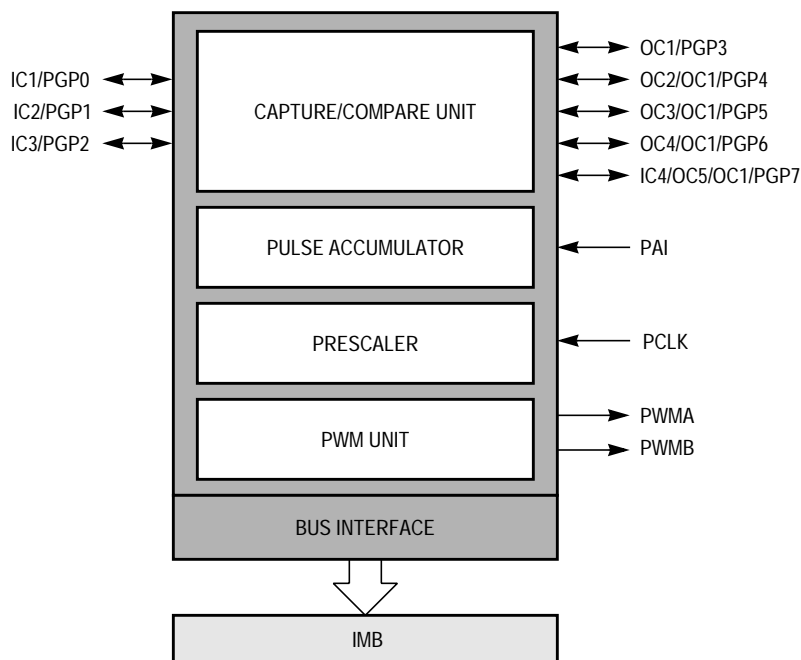 IC1/PGP0
IC2/PGP1
IC3/PGP2
CAPTURE/COMPARE UNIT
OC1/PGP3
OC2/OC1/PGP4
OC3/OC1/PGP5
OC4/OC1/PGP6
IC4/OC5/OC1/PGP7
PULSE ACCUMULATOR
PAI
PRESCALER
PCLK
PWM UNIT
PWMA
PWMB
BUS INTERFACE
IMB